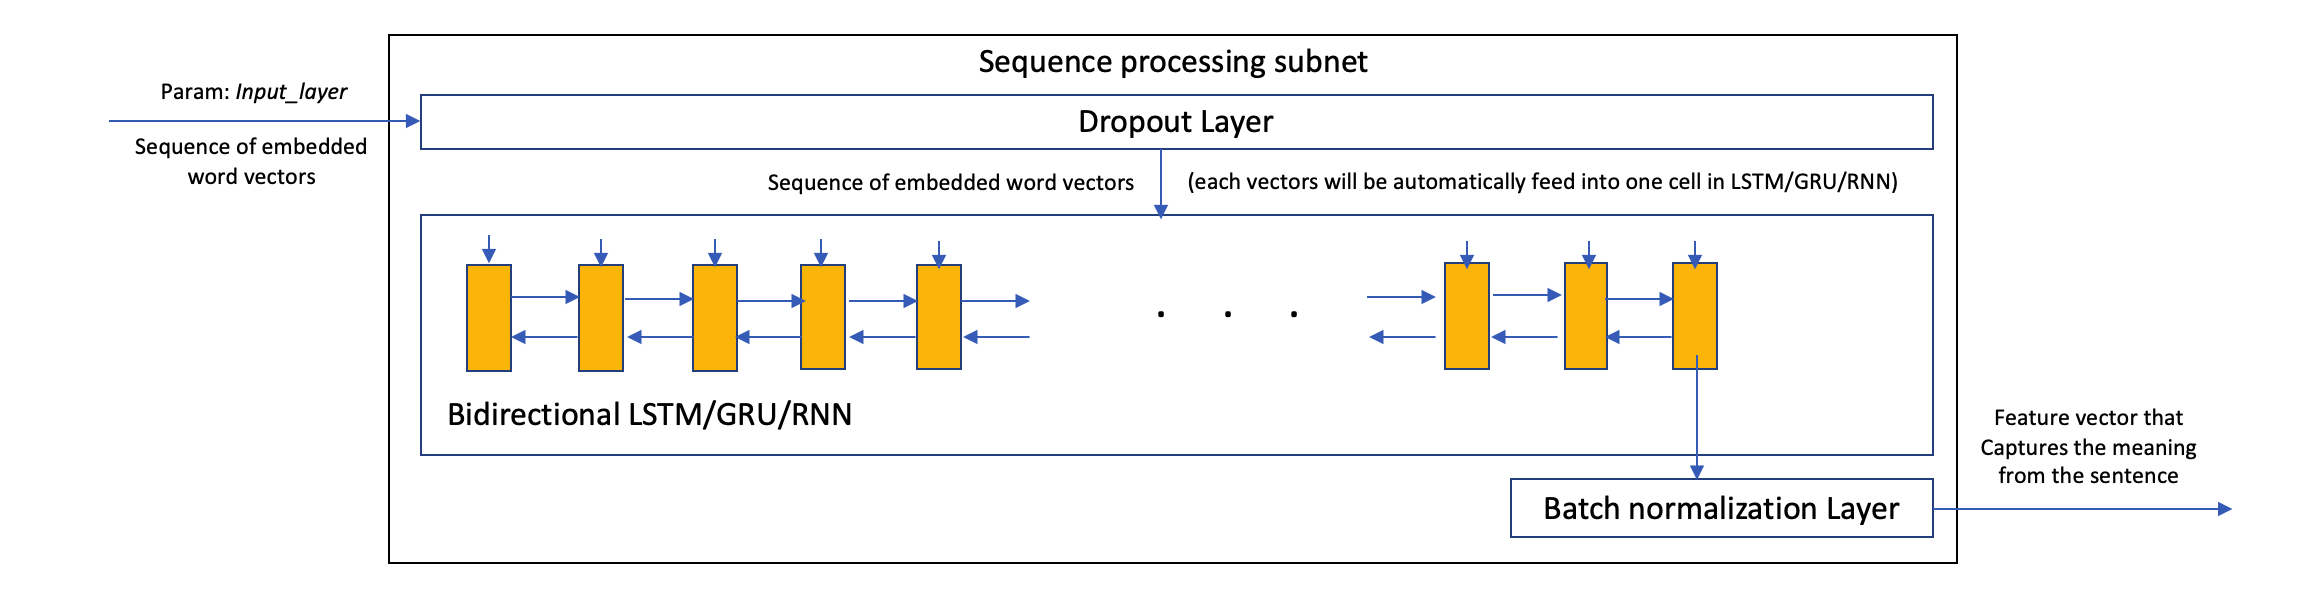 Sequence processing subnet
Param: Input_layer
Dropout Layer
Sequence of embedded
word vectors
Sequence of embedded word vectors
(each vectors will be automatically feed into one cell in LSTM/GRU/RNN)
. . .
Bidirectional LSTM/GRU/RNN
Feature vector that
Captures the meaning
from the sentence
Batch normalization Layer